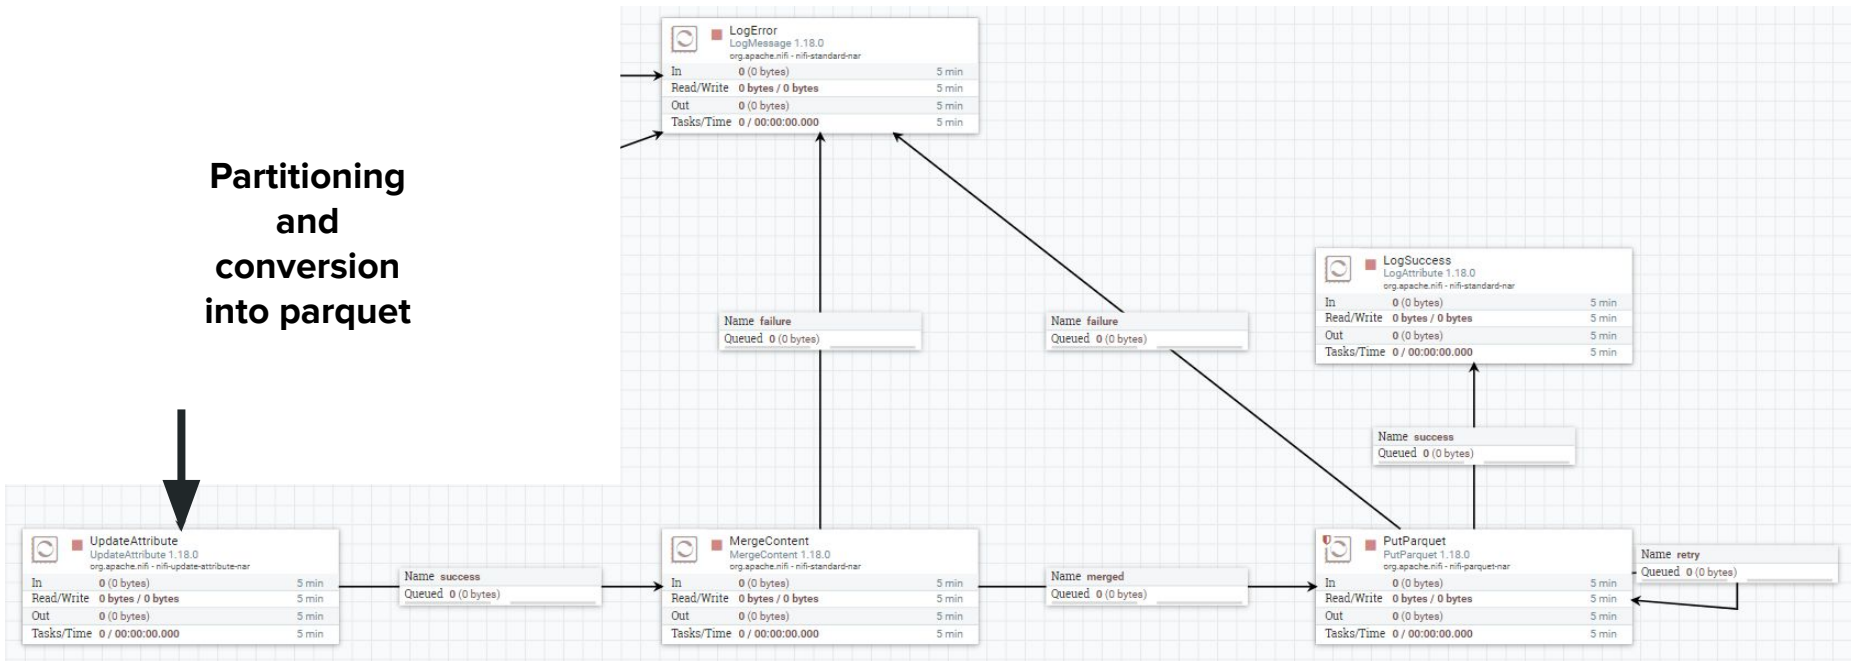 Partitioning
and
conversion
into parquet
LogError
LogMessage 1.18.0
org.apache.nifi - nifi-standard-nar
In 0 (0 bytes) 5 min
Read/Write 0 bytes / 0 bytes 5 min
Out 0 (0 bytes) 5 min
Tasks/Time 0 / 00:00:00.000 5 min
LogSuccess
LogAttribute 1.18.0
org.apache.nifi - nifi-standard-nar
In 0 (0 bytes) 5 min
Read/Write 0 bytes / 0 bytes 5 min
Out 0 (0 bytes) 5 min
Tasks/Time 0 / 00:00:00.000 5 min
Name failure
Queued 0 (0 bytes)
Name failure
Queued 0 (0 bytes)
Name success
Queued 0 (0 bytes)
UpdateAttribute
UpdateAttribute 1.18.0
org.apache.nifi - nifi-update-attribute-nar
In 0 (0 bytes) 5 min
Read/Write 0 bytes / 0 bytes 5 min
Out 0 (0 bytes) 5 min
Tasks/Time 0 / 00:00:00.000 5 min
Name success
Queued 0 (0 bytes)
MergeContent
MergeContent 1.18.0
org.apache.nifi - nifi-standard-nar
In 0 (0 bytes) 5 min
Read/Write 0 bytes / 0 bytes 5 min
Out 0 (0 bytes) 5 min
Tasks/Time 0 / 00:00:00.000 5 min
Name merged
Queued 0 (0 bytes)
PutParquet
PutParquet 1.18.0
org.apache.nifi - nifi-parquet-nar
In 0 (0 bytes) 5 min
Read/Write 0 bytes / 0 bytes 5 min
Out 0 (0 bytes) 5 min
Tasks/Time 0 / 00:00:00.000 5 min
Name retry
Queued 0 (0 bytes)